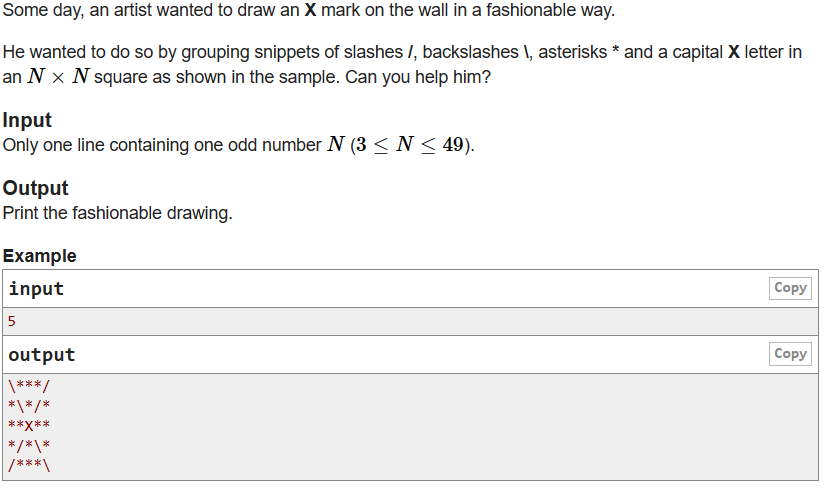 Some day, an artist wanted to draw an X mark on the wall in a fashionable way.
He wanted to do so by grouping snippets of slashes /, backslashes \, asterisks * and a capital X letter in
an N × N square as shown in the sample. Can you help him?
Input
Only one line containing one odd number N (3 ≤ N ≤ 49).
Output
Print the fashionable drawing.
Example
input
Copy
5
output
Copy
\***/
*\*/*
**X**
*/*\*
/***\